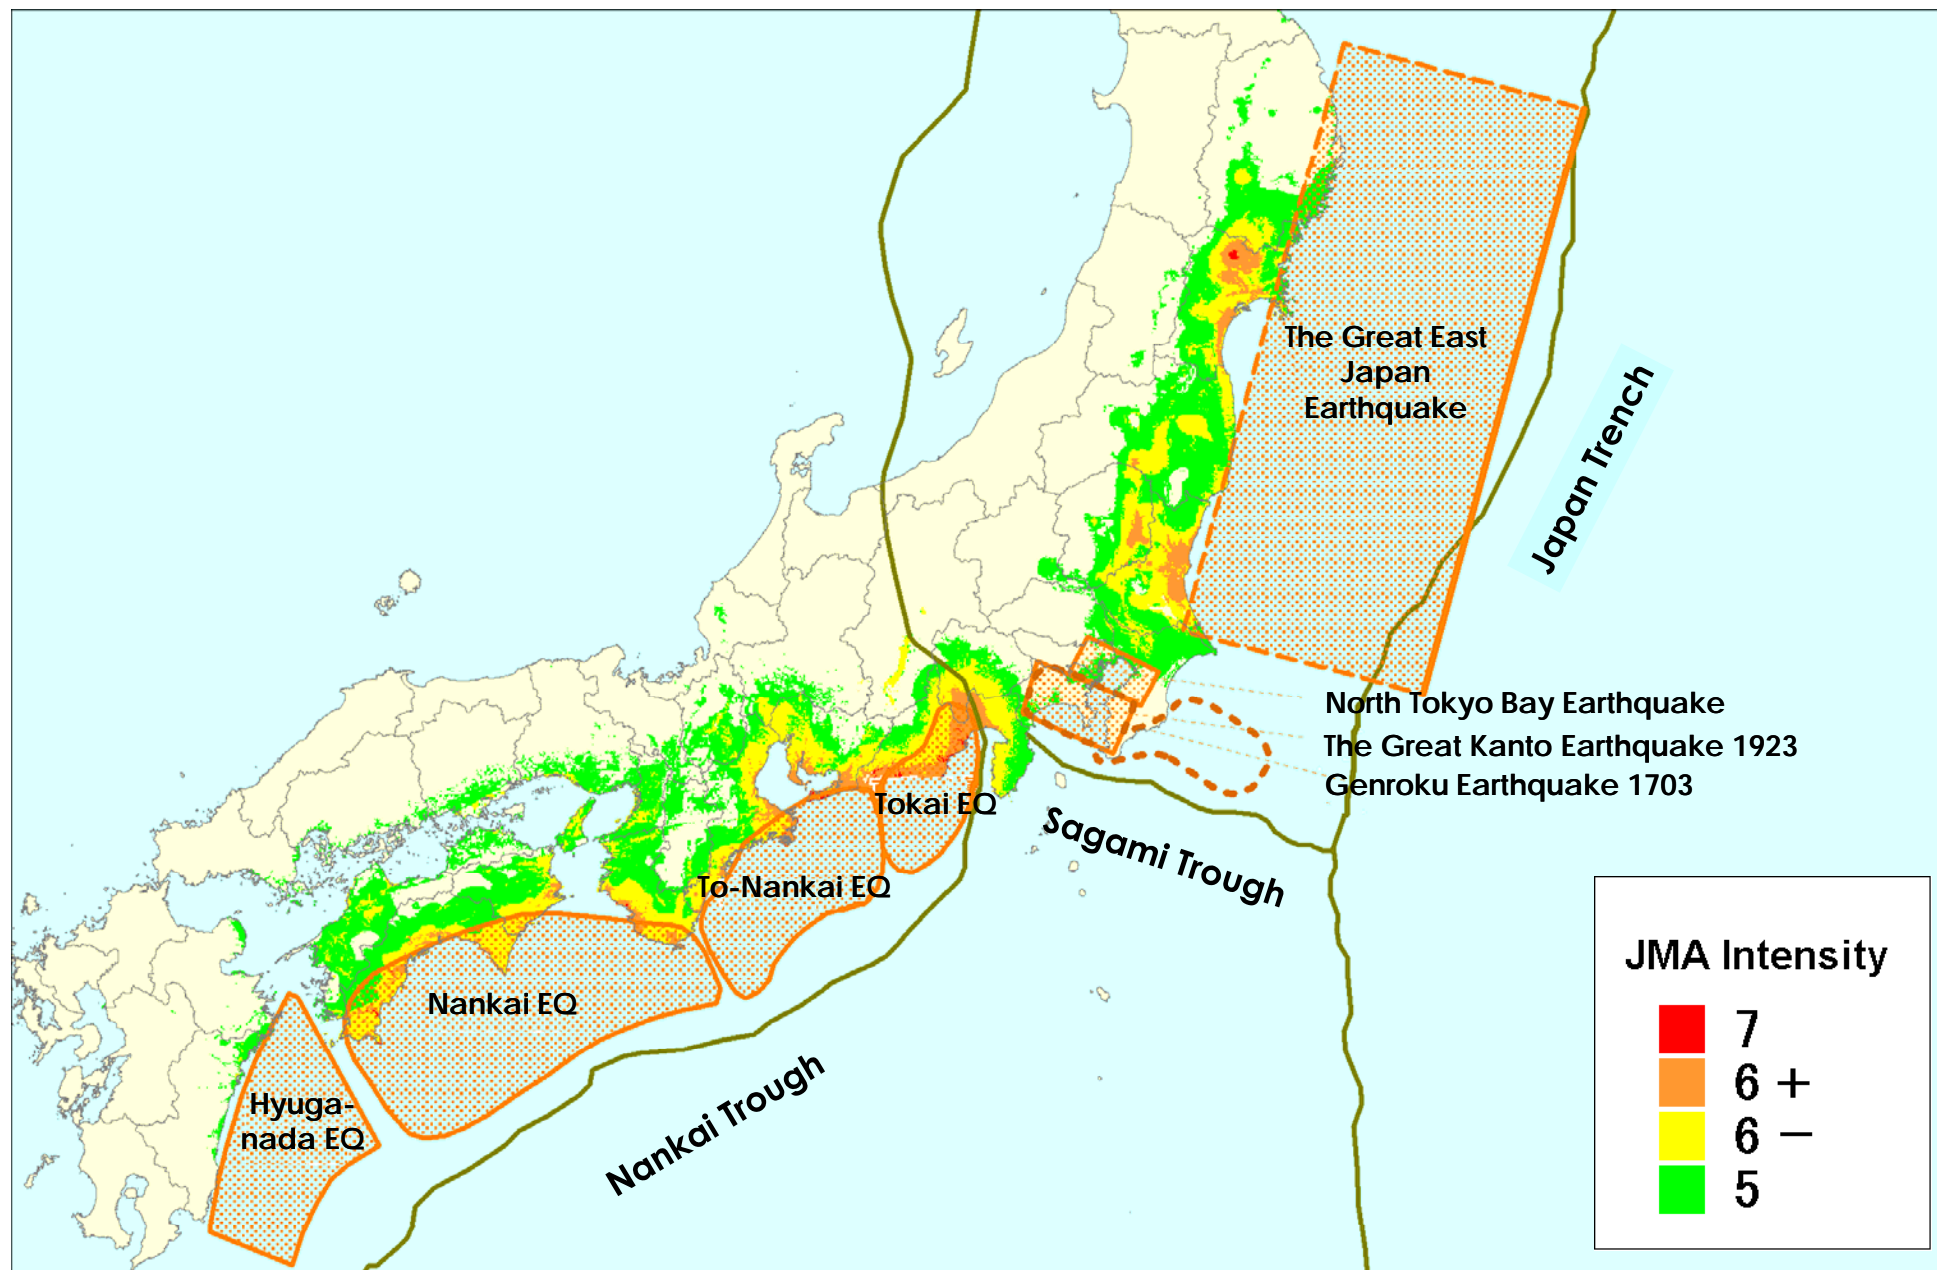 The Great East
Japan
Earthquake
Japan Trench
North Tokyo Bay Earthquake
The Great Kanto Earthquake 1923
Genroku Earthquake 1703
Tokai EQ
Sagami Trough
To-Nankai EQ
Nankai EQ
Hyuga-
nada EQ
Nankai Trough
JMA Intensity
7
6 +
6 −
5